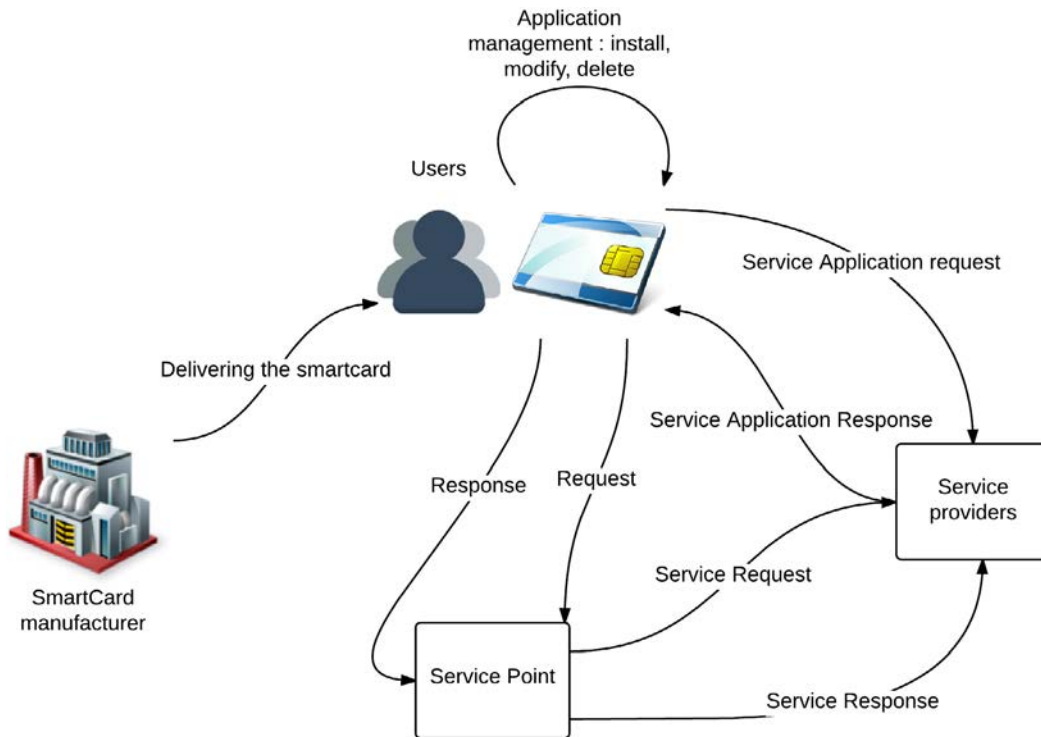 Application
management : install,
modify, delete
Users
Service Application request
Delivering the smartcard
Service Application Response
Response
Request
Service
providers
Service Request
SmartCard
manufacturer
Service Point
Service Response